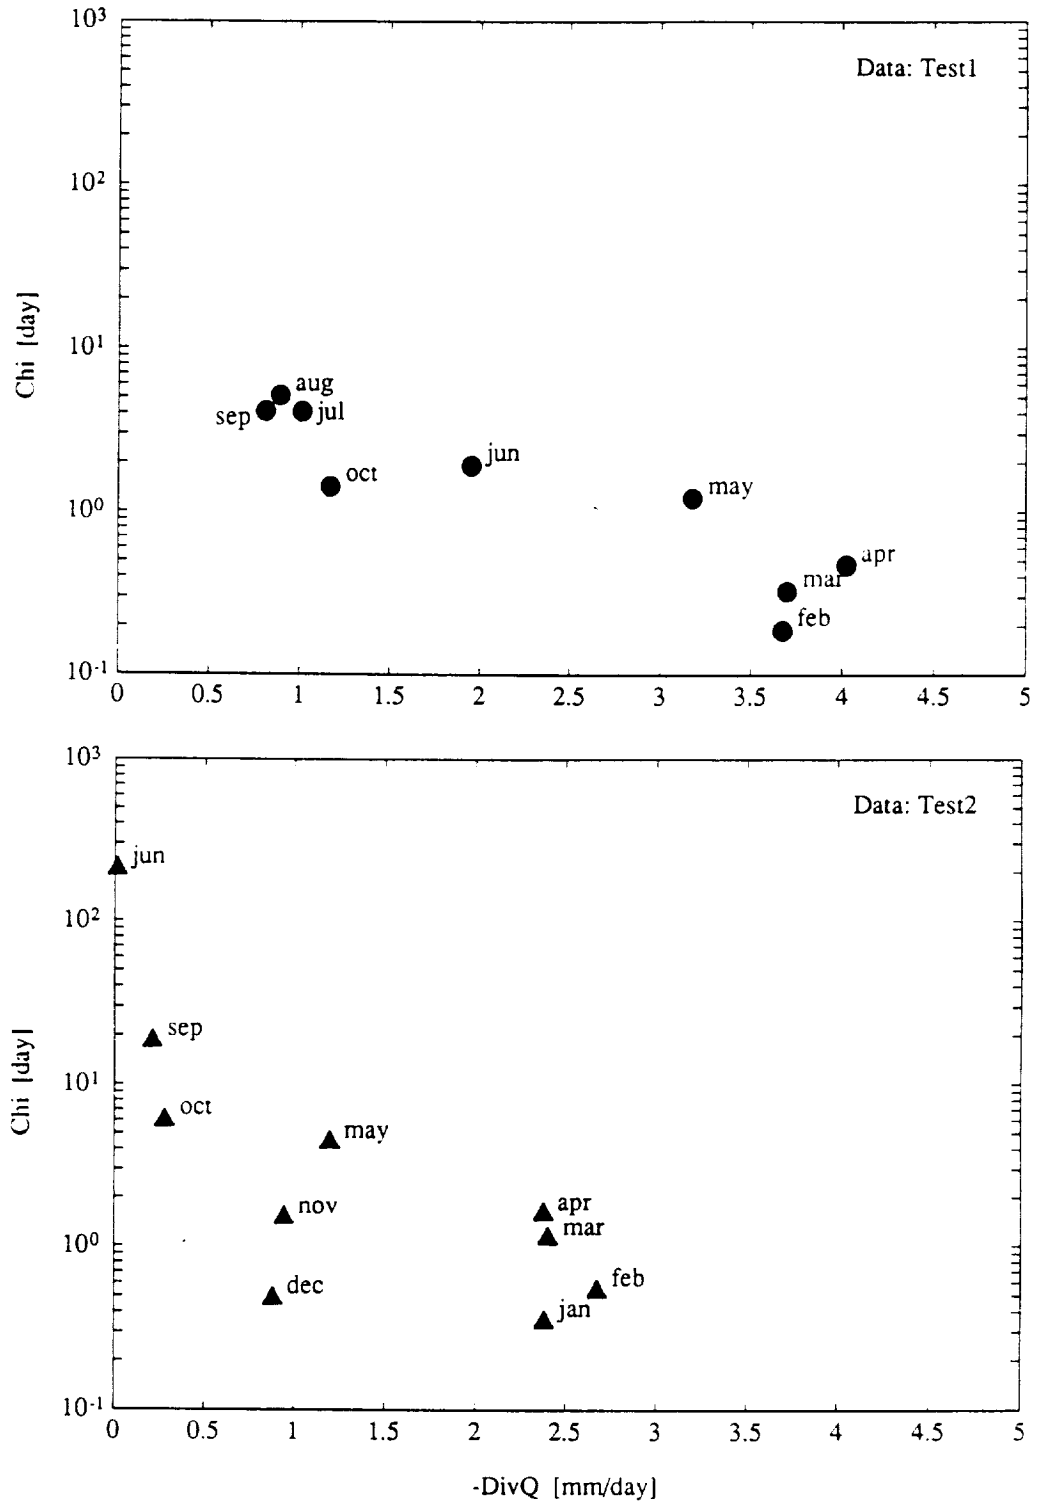 10³
Data: Test1
10²
Chi [day]
10¹
aug
sep
jul
jun
oct
may
10⁰
apr
mar
feb
10⁻¹
0 0.5 1 1.5 2 2.5 3 3.5 4 4.5 5
10³
Data: Test2
jun
10²
sep
Chi [day]
10¹
oct
may
nov
apr
mar
10⁰
dec
feb
jan
10⁻¹
0 0.5 1 1.5 2 2.5 3 3.5 4 4.5 5
-DivQ [mm/day]